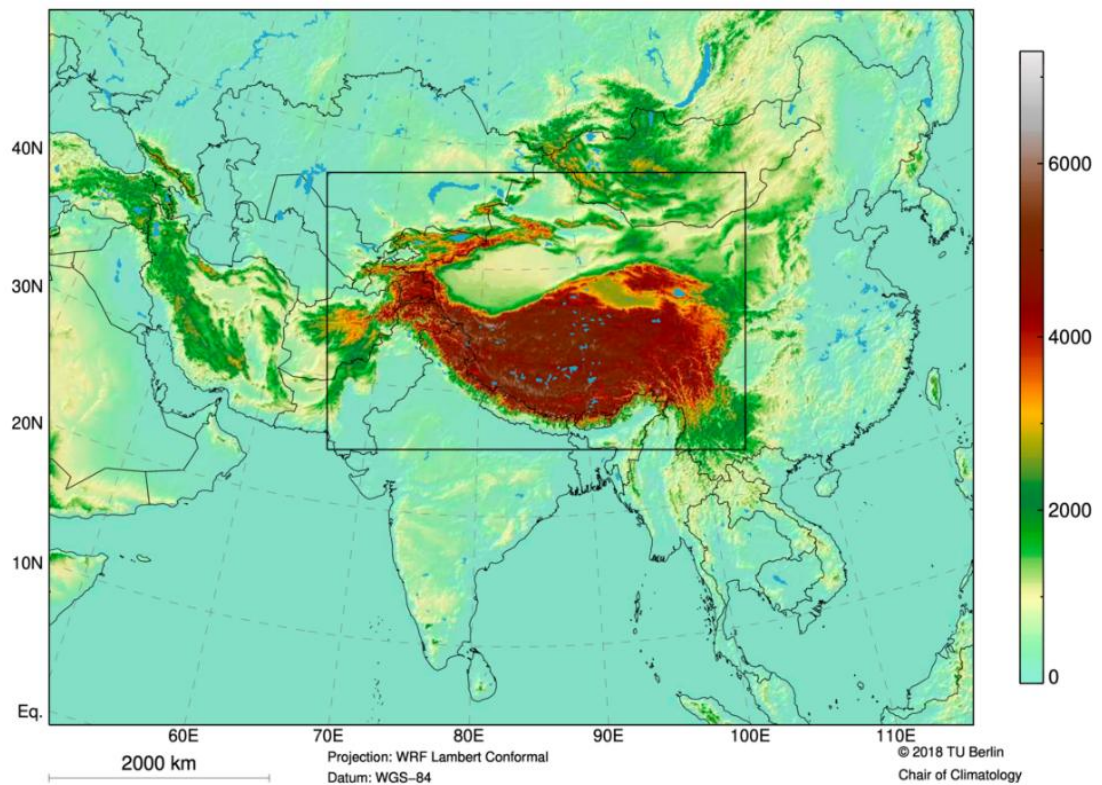 40N
30N
20N
10N
Eq.
60E 70E 80E 90E 100E 110E
6000
4000
2000
0
2000 km
Projection: WRF Lambert Conformal
Datum: WGS–84
© 2018 TU Berlin
Chair of Climatology